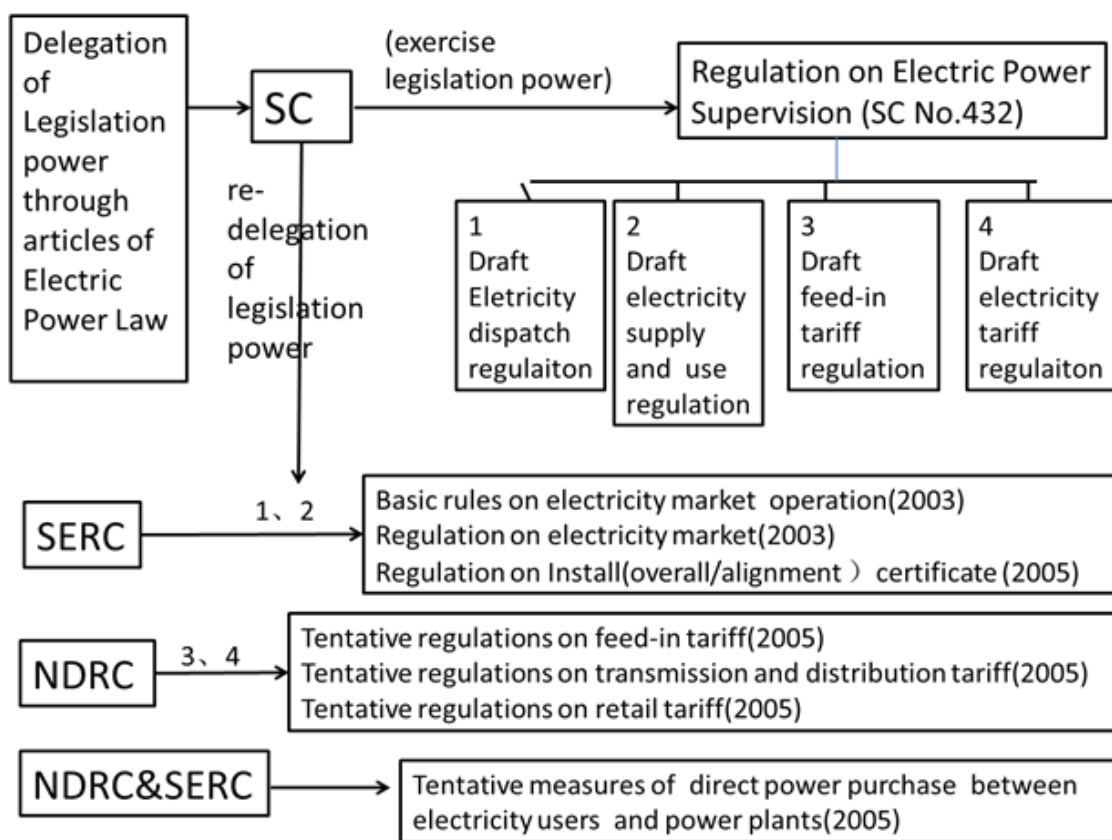 Delegation
of
Legislation
power
through
articles of
Electric
Power Law
SC
(exercise
legislation power)
Regulation on Electric Power
Supervision (SC No.432)
re-
delegation
of
legislation
power
1
Draft
Eletricity
dispatch
regulaiton
2
Draft
electricity
supply
and use
regulation
3
Draft
feed-in
tariff
regulation
4
Draft
electricity
tariff
regulaiton
SERC
1、2
Basic rules on electricity market operation(2003)
Regulation on electricity market(2003)
Regulation on Install(overall/alignment ）certificate (2005)
NDRC
3、4
Tentative regulations on feed-in tariff(2005)
Tentative regulations on transmission and distribution tariff(2005)
Tentative regulations on retail tariff(2005)
NDRC&SERC
Tentative measures of direct power purchase between
electricity users and power plants(2005)